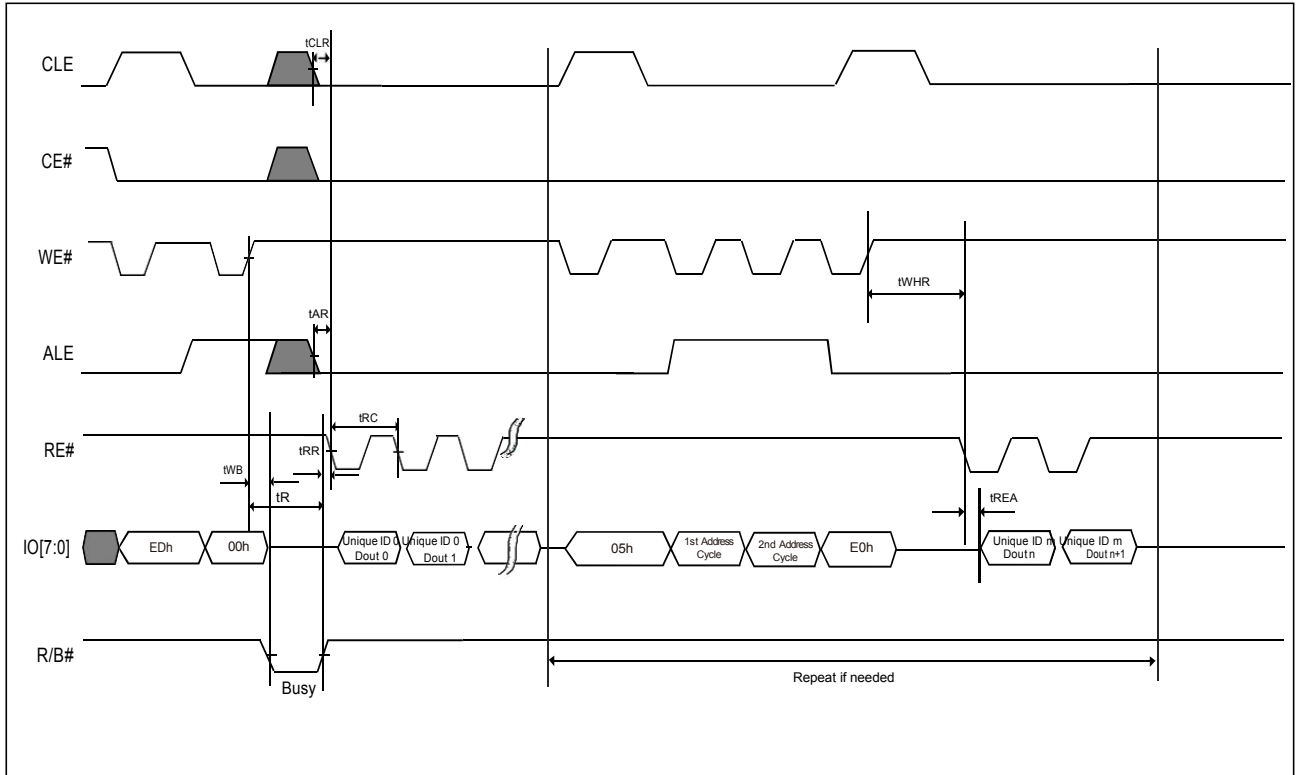 tCLR
CLE
CE#
WE#
tWHR
tAR
ALE
tRC
RE#
tRR
tWB
tR
tREA
IO[7:0]
EDh
00h
Unique ID 0
Dout 0
Unique ID 0
Dout 1
05h
1st Address
Cycle
2nd Address
Cycle
E0h
Unique ID m
Dout n
Unique ID m
Dout n+1
R/B#
Busy
Repeat if needed